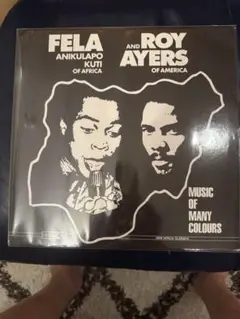 FELA
ANIKULAPO
KUTI
OF AFRICA
AND ROY
AYERS
OF AMERICA
MUSIC
OF
MANY
COLOURS